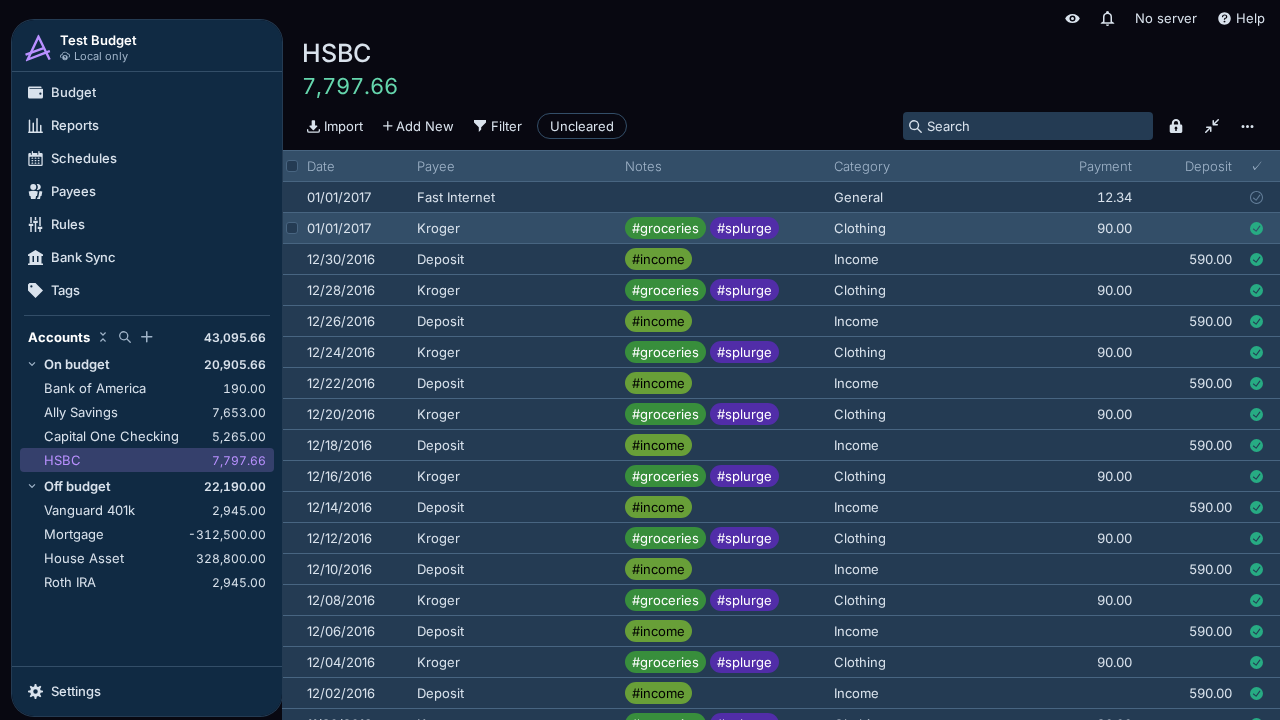 Test Budget
Local only
Budget
Reports
Schedules
Payees
Rules
Bank Sync
Tags
Accounts 43,095.66
On budget 20,905.66
Bank of America 190.00
Ally Savings 7,653.00
Capital One Checking 5,265.00
HSBC 7,797.66
Off budget 22,190.00
Vanguard 401k 2,945.00
Mortgage -312,500.00
House Asset 328,800.00
Roth IRA 2,945.00
Settings
No server Help
HSBC
7,797.66
Import Add New Filter Uncleared Search
Date Payee Notes Category Payment Deposit ✓
01/01/2017 Fast Internet General 12.34
01/01/2017 Kroger #groceries #splurge Clothing 90.00
12/30/2016 Deposit #income Income 590.00
12/28/2016 Kroger #groceries #splurge Clothing 90.00
12/26/2016 Deposit #income Income 590.00
12/24/2016 Kroger #groceries #splurge Clothing 90.00
12/22/2016 Deposit #income Income 590.00
12/20/2016 Kroger #groceries #splurge Clothing 90.00
12/18/2016 Deposit #income Income 590.00
12/16/2016 Kroger #groceries #splurge Clothing 90.00
12/14/2016 Deposit #income Income 590.00
12/12/2016 Kroger #groceries #splurge Clothing 90.00
12/10/2016 Deposit #income Income 590.00
12/08/2016 Kroger #groceries #splurge Clothing 90.00
12/06/2016 Deposit #income Income 590.00
12/04/2016 Kroger #groceries #splurge Clothing 90.00
12/02/2016 Deposit #income Income 590.00